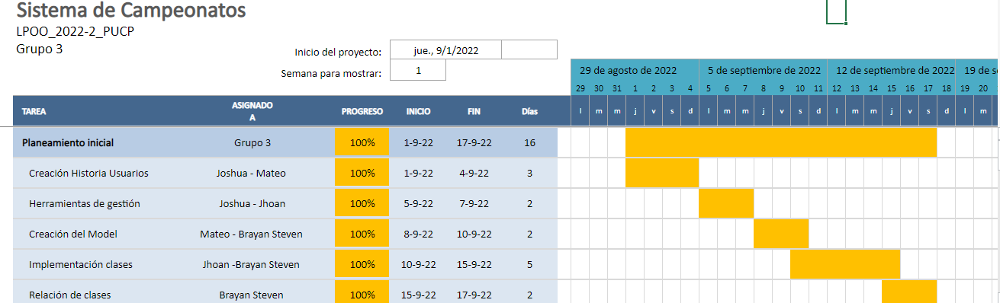 Sistema de Campeonatos
LPOO_2022-2_PUCP
Grupo 3
Inicio del proyecto: jue., 9/1/2022
Semana para mostrar: 1
29 de agosto de 2022 5 de septiembre de 2022 12 de septiembre de 2022 19 de
29 30 31 1 2 3 4 5 6 7 8 9 10 11 12 13 14 15 16 17 18 19 20
TAREA ASIGNADO A PROGRESO INICIO FIN Días l m m j v s d l m m j v s d l m m j v s d l m
Planeamiento inicial Grupo 3 100% 1-9-22 17-9-22 16
Creación Historia Usuarios Joshua - Mateo 100% 1-9-22 4-9-22 3
Herramientas de gestión Joshua - Jhoan 100% 5-9-22 7-9-22 2
Creación del Model Mateo - Brayan Steven 100% 8-9-22 10-9-22 2
Implementación clases Jhoan -Brayan Steven 100% 10-9-22 15-9-22 5
Relación de clases Brayan Steven 100% 15-9-22 17-9-22 2